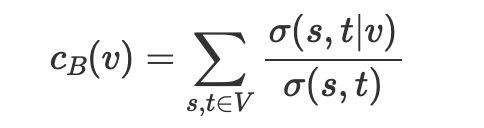 c_B(v) = \sum_{s,t \in V} \frac{\sigma(s,t|v)}{\sigma(s,t)}